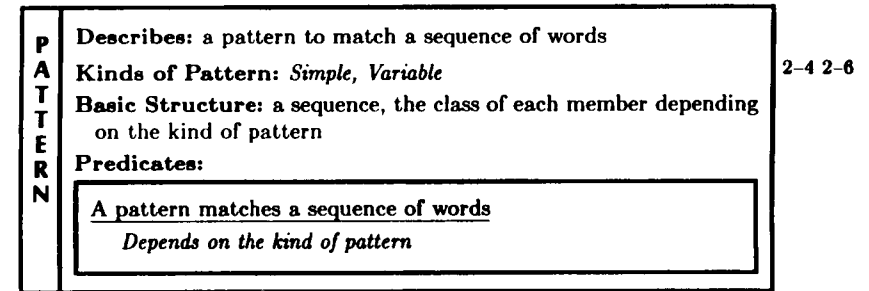 PATTERN
Describes: a pattern to match a sequence of words
Kinds of Pattern: Simple, Variable
2–4 2–6
Basic Structure: a sequence, the class of each member depending
on the kind of pattern
Predicates:
A pattern matches a sequence of words
Depends on the kind of pattern